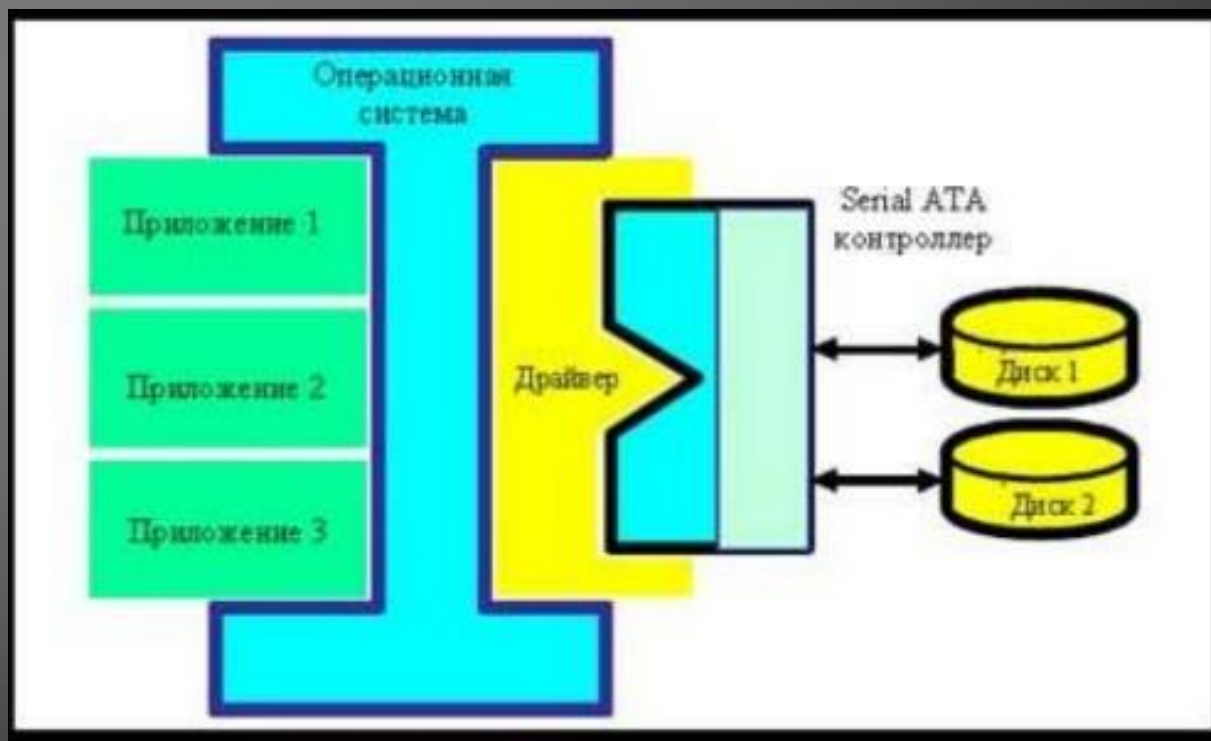 Операционная
система
Приложение 1
Приложение 2
Приложение 3
Драйвер
Serial ATA
контроллер
Диск 1
Диск 2